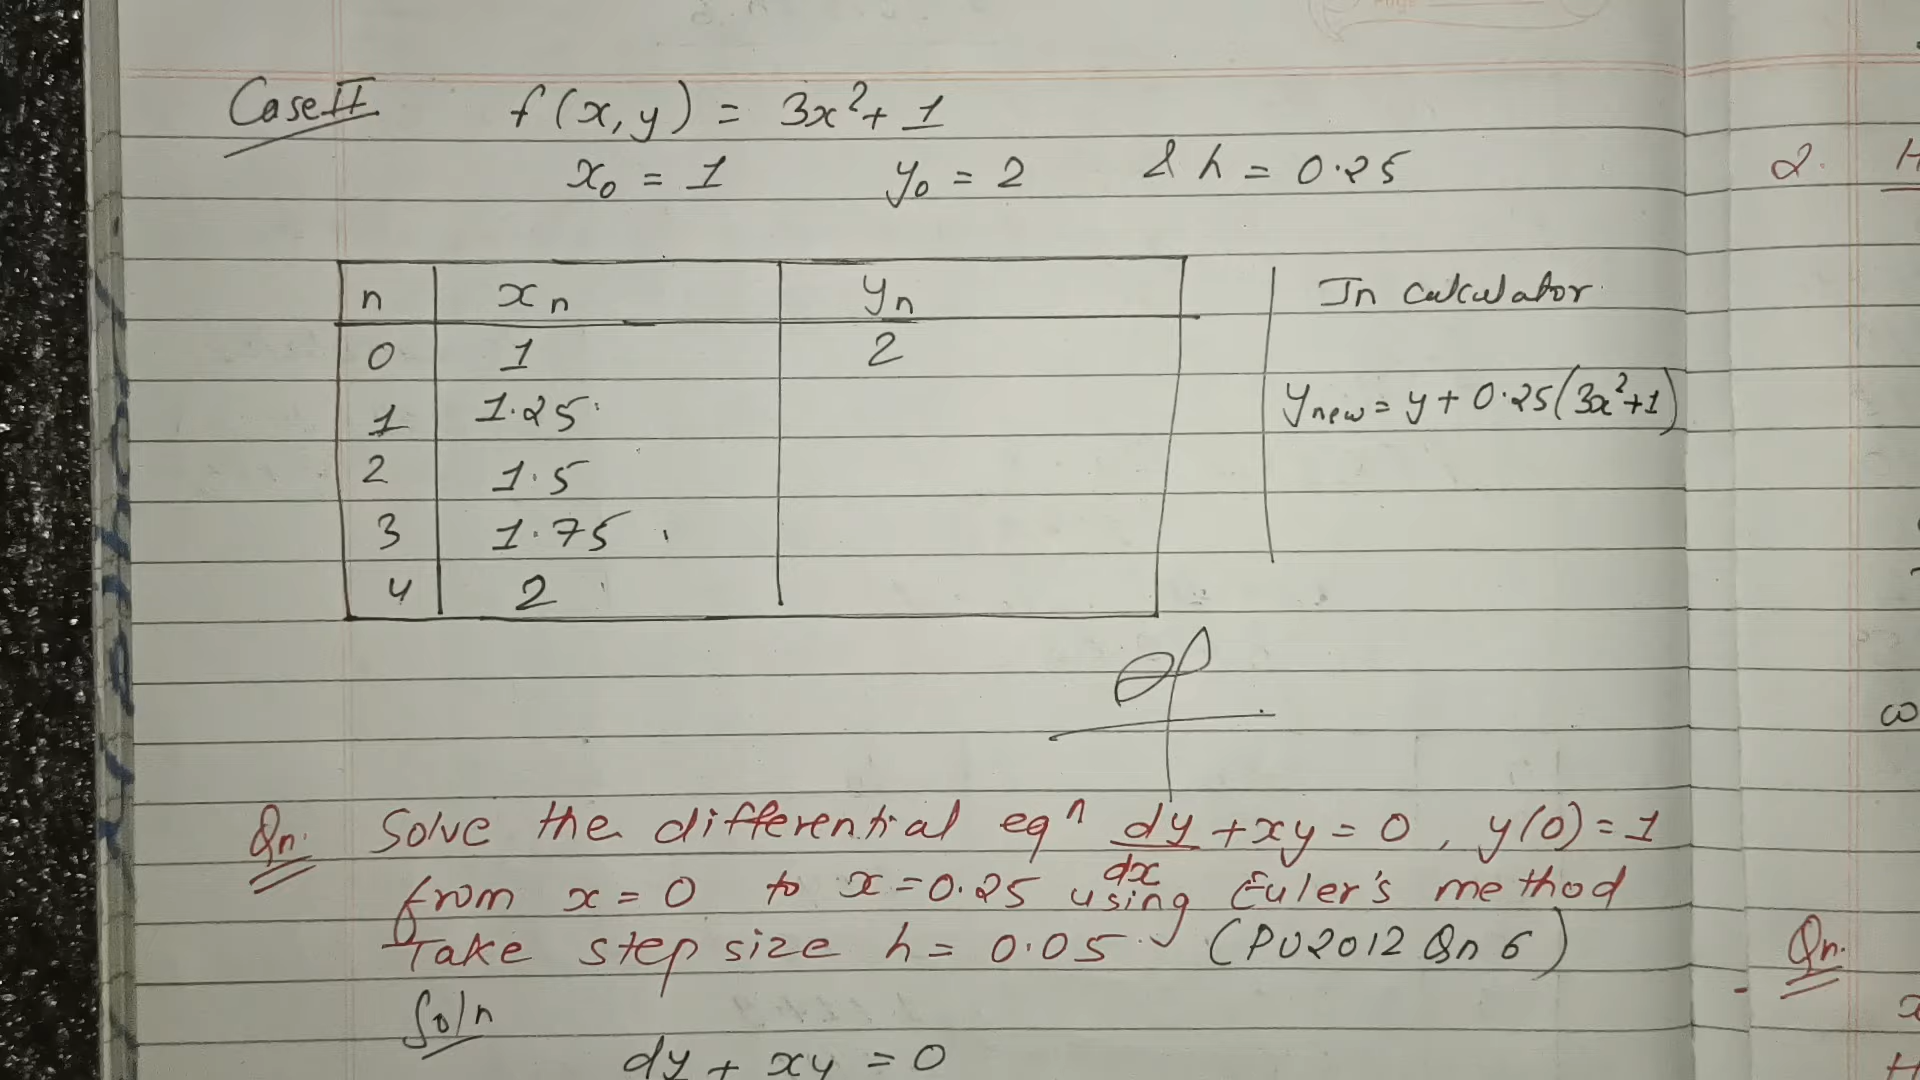 Case II f(x,y) = 3x²+ 1
x₀ = 1 y₀ = 2 & h = 0.25
n xₙ yₙ
0 1 2
1 1.25
2 1.5
3 1.75
4 2
In calculator
yₙₑw = y + 0.25(3x²+1)
Qn. Solve the differential eqⁿ dy/dx + xy = 0 , y(0) = 1
from x = 0 to x = 0.25 using Euler's method
Take step size h = 0.05. (PU2012 Qn 6)
Soln
dy + xy = 0
2.
Qn.